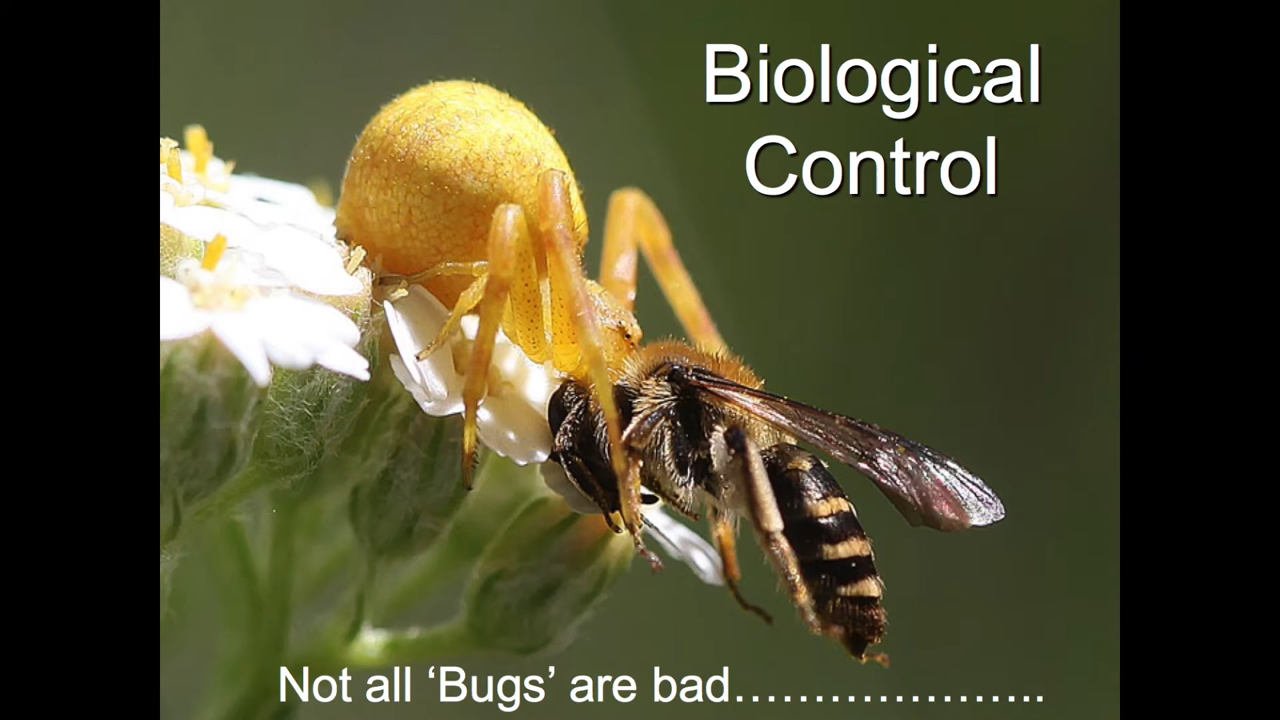 Biological
Control
Not all ‘Bugs’ are bad………………..